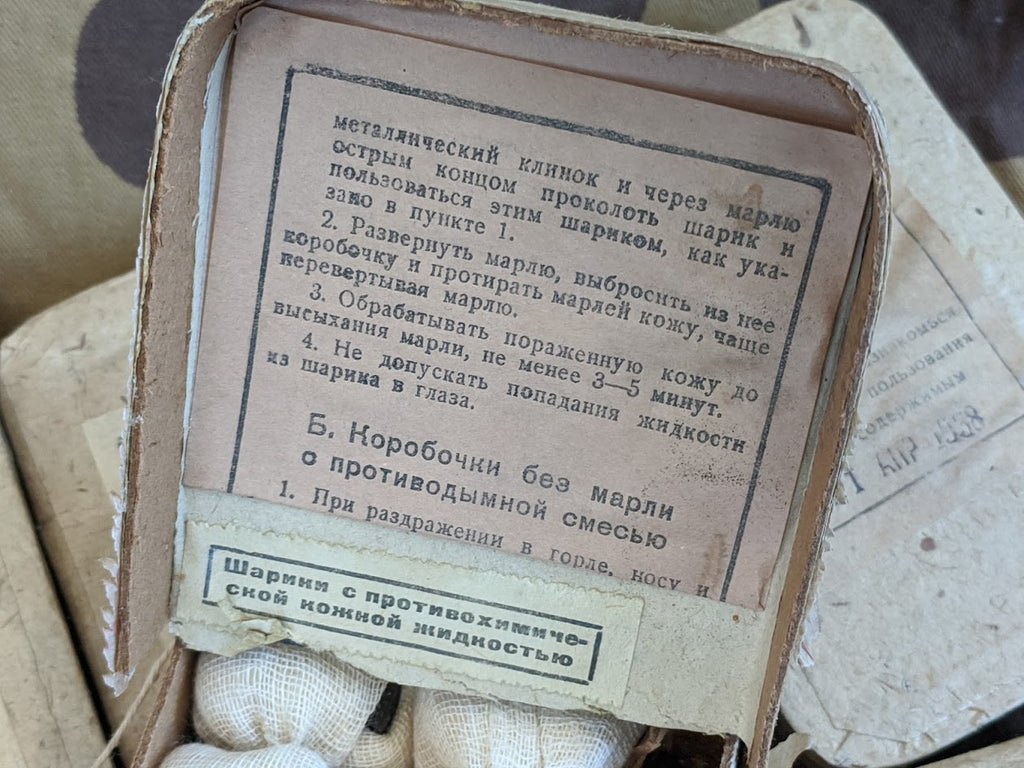 металлический клинок и через марлю
острым концом проколоть шарик и
пользоваться этим шариком, как ука-
зано в пункте 1.
2. Развернуть марлю, выбросить из нее
коробочку и протирать марлей кожу, чаще
перевертывая марлю.
3. Обрабатывать пораженную кожу до
высыхания марли, не менее 3—5 минут.
4. Не допускать попадания жидкости
из шарика в глаза.
Б. Коробочки без марли
с противодымной смесью
1. При раздражении в горле, носу и
Шарики с противохимиче-
ской кожной жидкостью
АПР 1938